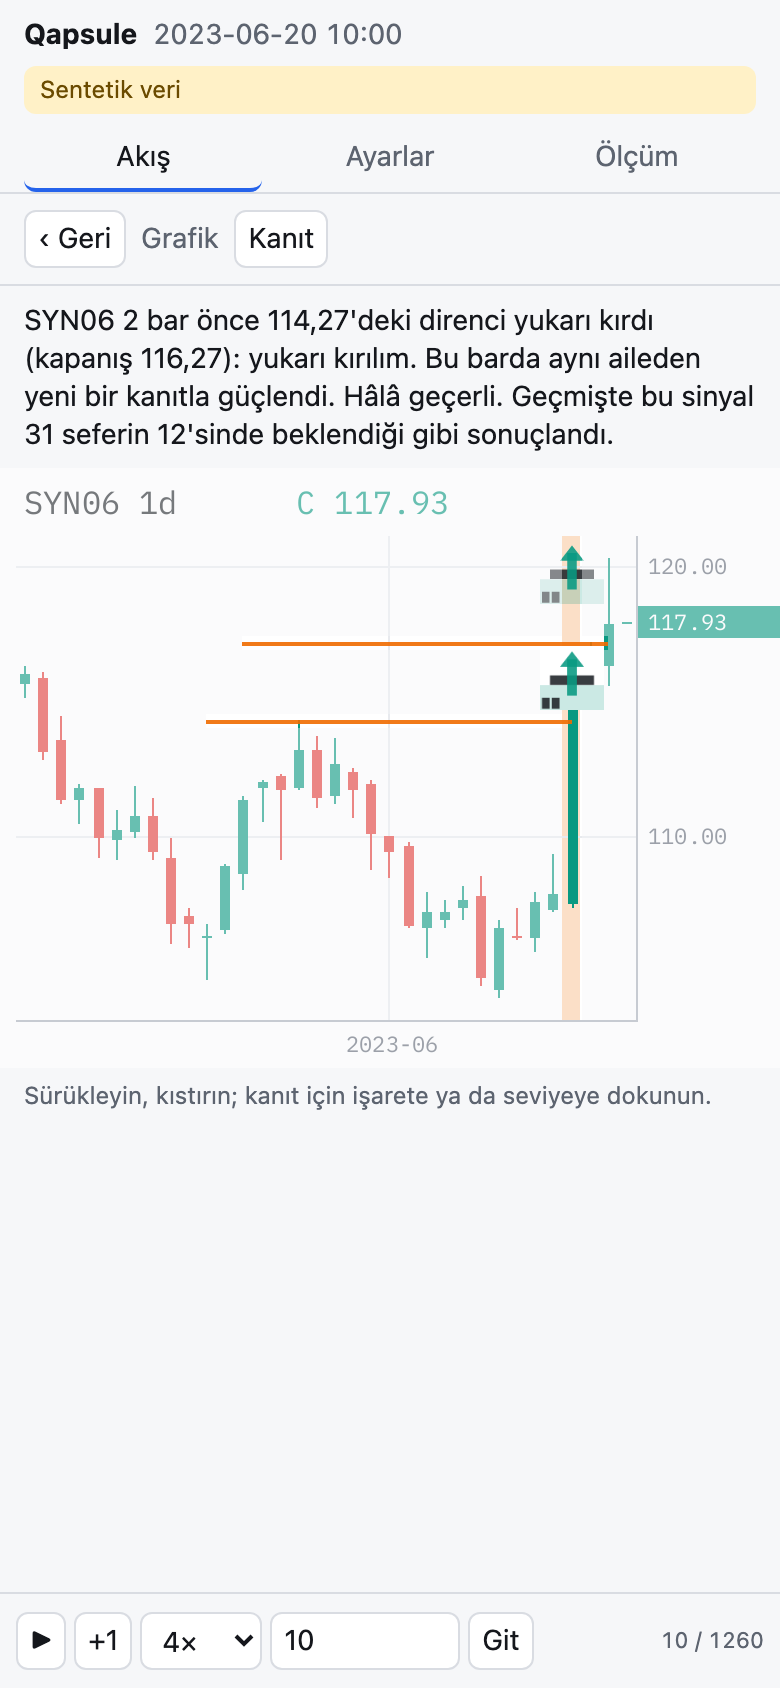 Qapsule 2023-06-20 10:00
Sentetik veri
Akış Ayarlar Ölçüm
‹ Geri Grafik Kanıt
SYN06 2 bar önce 114,27'deki direnci yukarı kırdı
(kapanış 116,27): yukarı kırılım. Bu barda aynı aileden
yeni bir kanıtla güçlendi. Hâlâ geçerli. Geçmişte bu sinyal
31 seferin 12'sinde beklendiği gibi sonuçlandı.
SYN06 1d C 117.93
120.00
117.93
110.00
2023-06
Sürükleyin, kıstırın; kanıt için işarete ya da seviyeye dokunun.
+1 4× 10 Git 10 / 1260